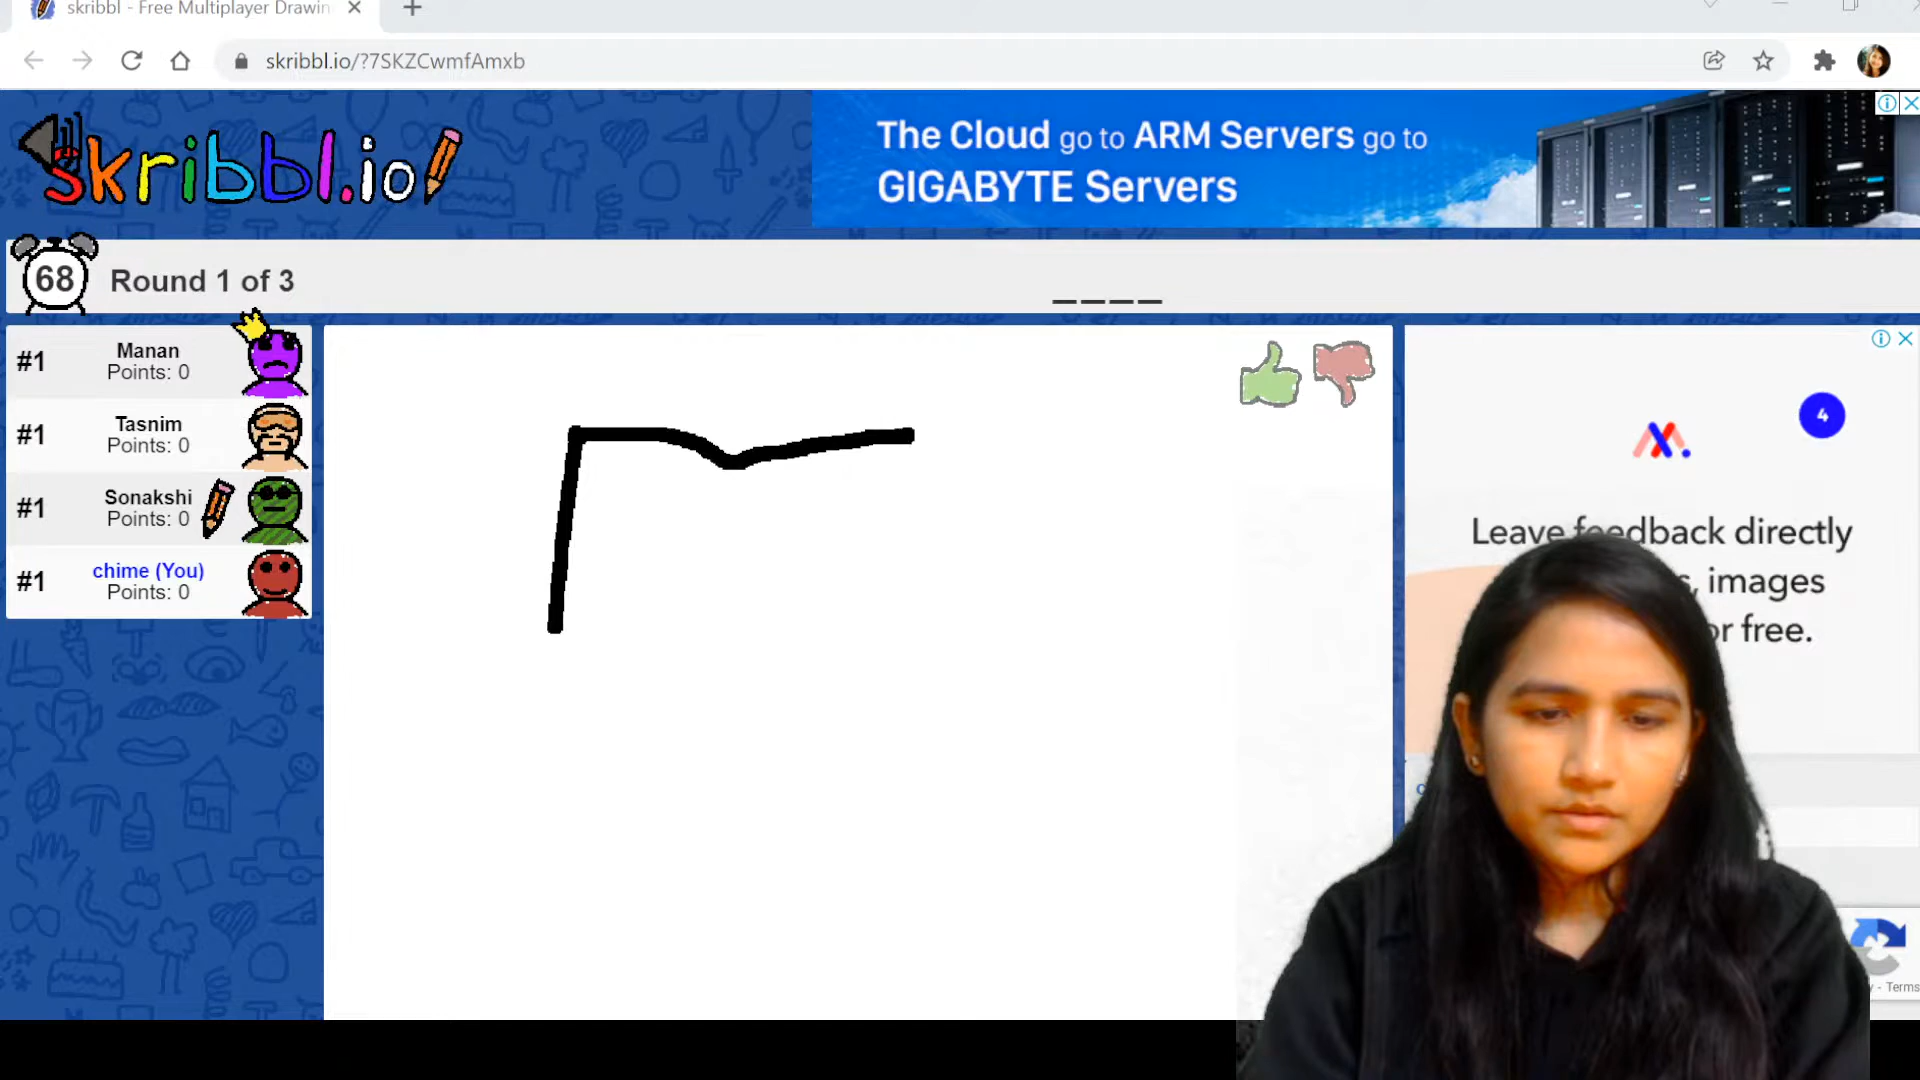 skribbl - Free Multiplayer Drawin
skribbl.io/?7SKZCwmfAmxb
skribbl.io
The Cloud go to ARM Servers go to
GIGABYTE Servers
68
Round 1 of 3
#1
Manan
Points: 0
#1
Tasnim
Points: 0
#1
Sonakshi
Points: 0
#1
chime (You)
Points: 0
4
Leave feedback directly
s, images
or free.
- Terms